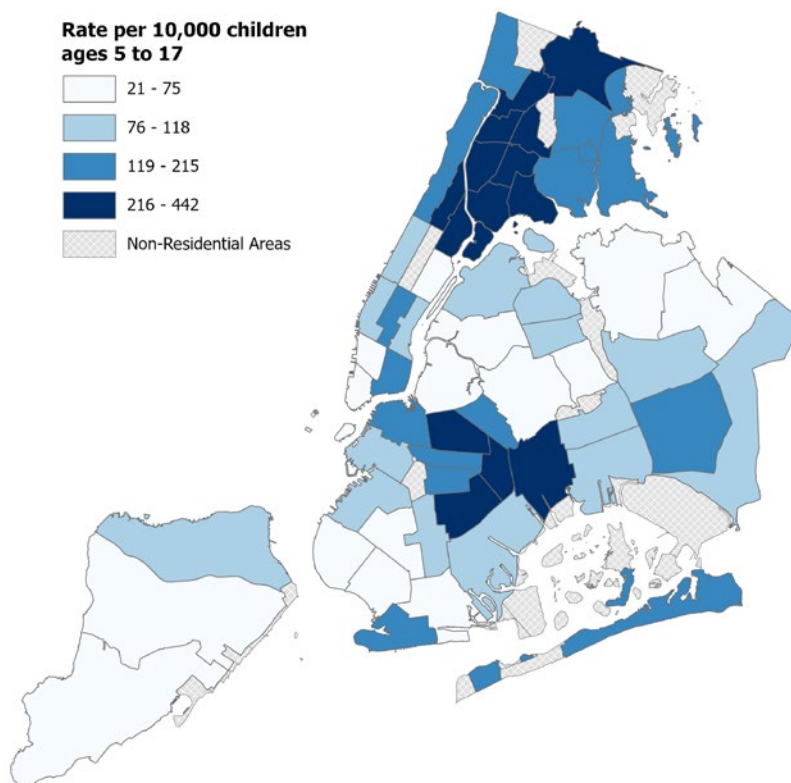 Rate per 10,000 children
ages 5 to 17
21 - 75
76 - 118
119 - 215
216 - 442
Non-Residential Areas